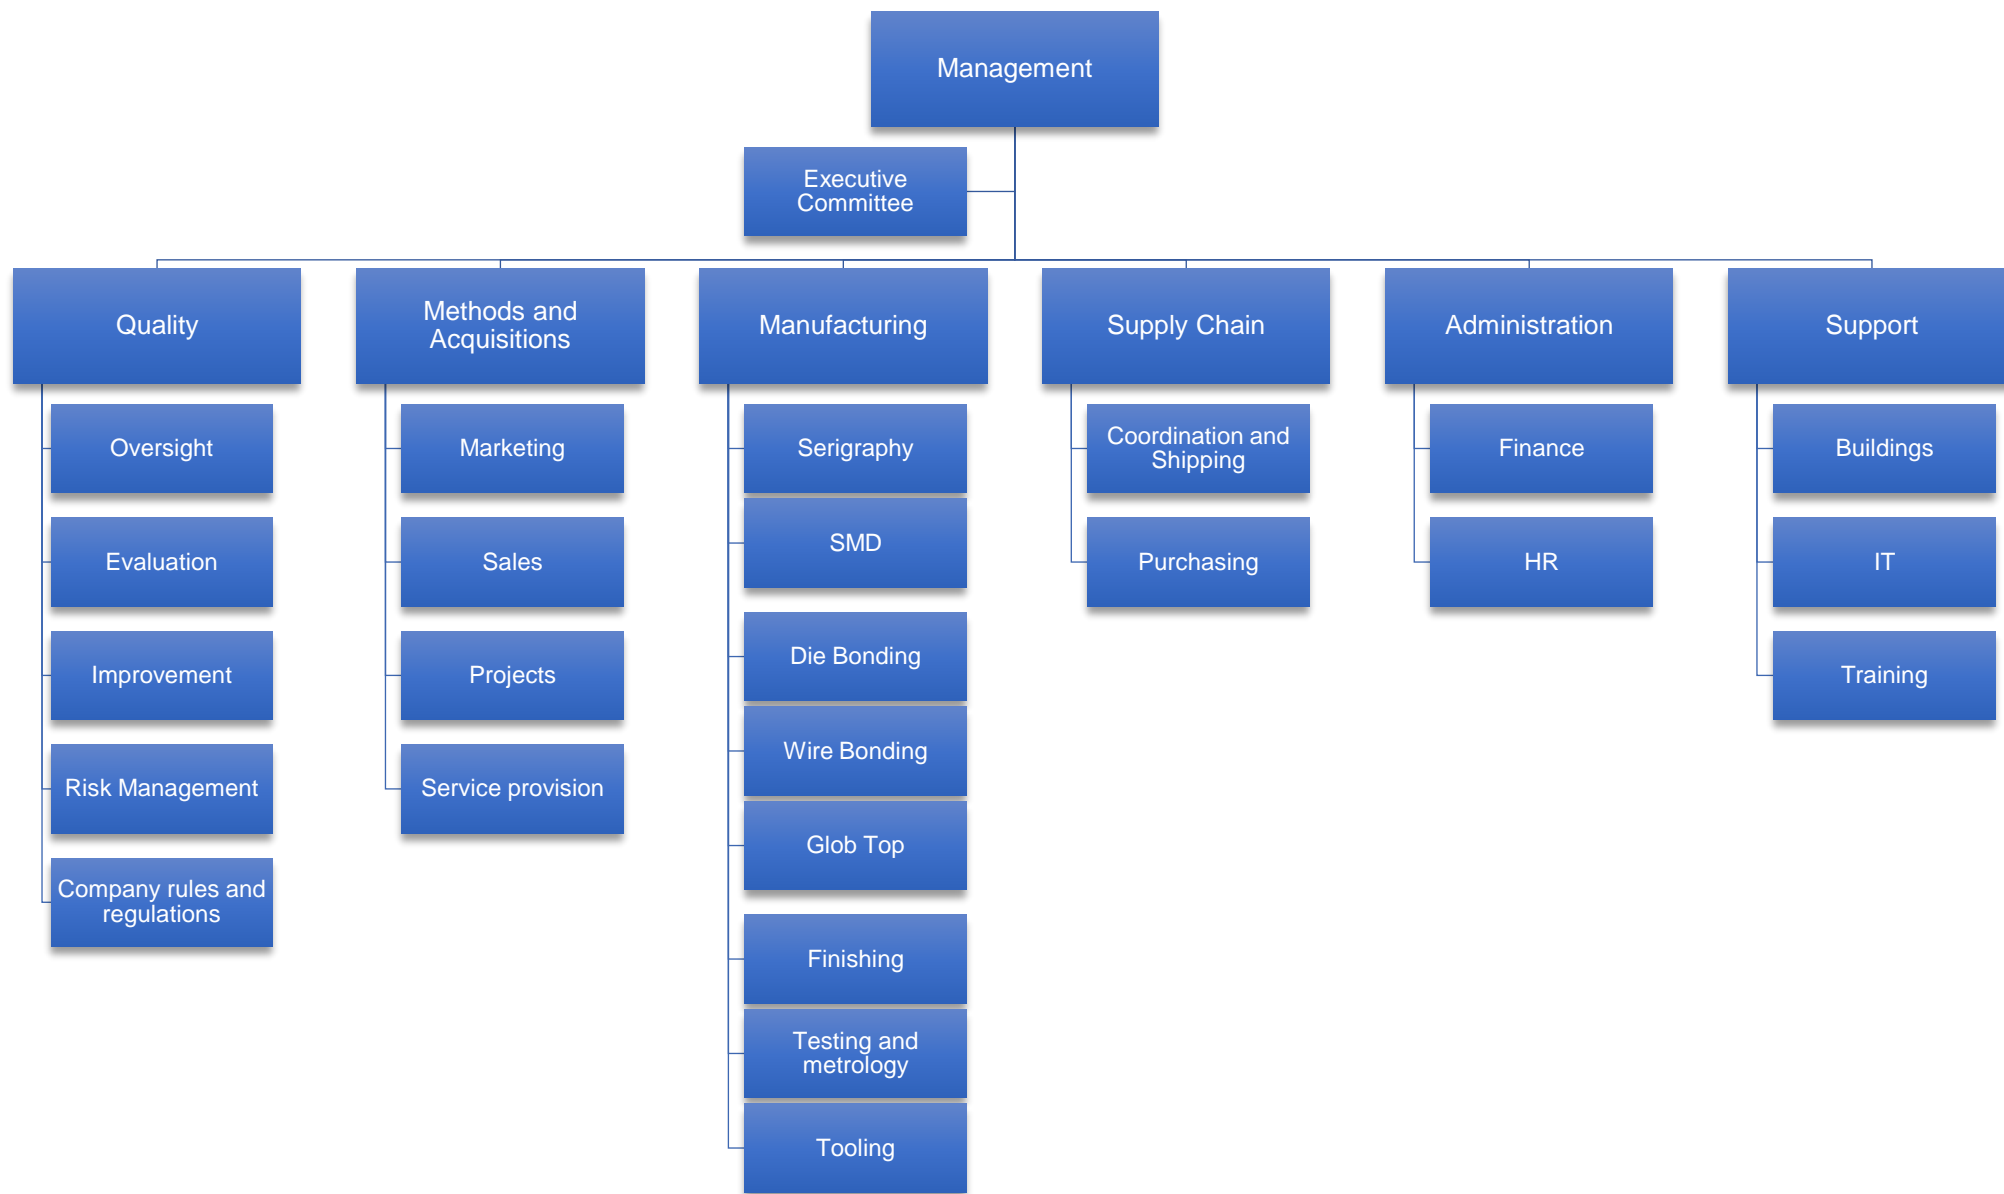 Management
Executive
Committee
Quality
Methods and
Acquisitions
Manufacturing
Supply Chain
Administration
Support
Oversight
Evaluation
Improvement
Risk Management
Company rules and
regulations
Marketing
Sales
Projects
Service provision
Serigraphy
SMD
Die Bonding
Wire Bonding
Glob Top
Finishing
Testing and
metrology
Tooling
Coordination and
Shipping
Purchasing
Finance
HR
Buildings
IT
Training